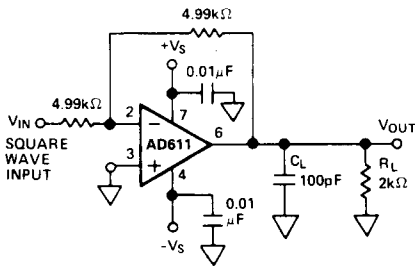 4.99kΩ
+VS
0.01μF
VIN
4.99kΩ
2
7
−
AD611
6
VOUT
SQUARE
WAVE
INPUT
3
+
4
CL
100pF
RL
2kΩ
0.01
μF
-VS